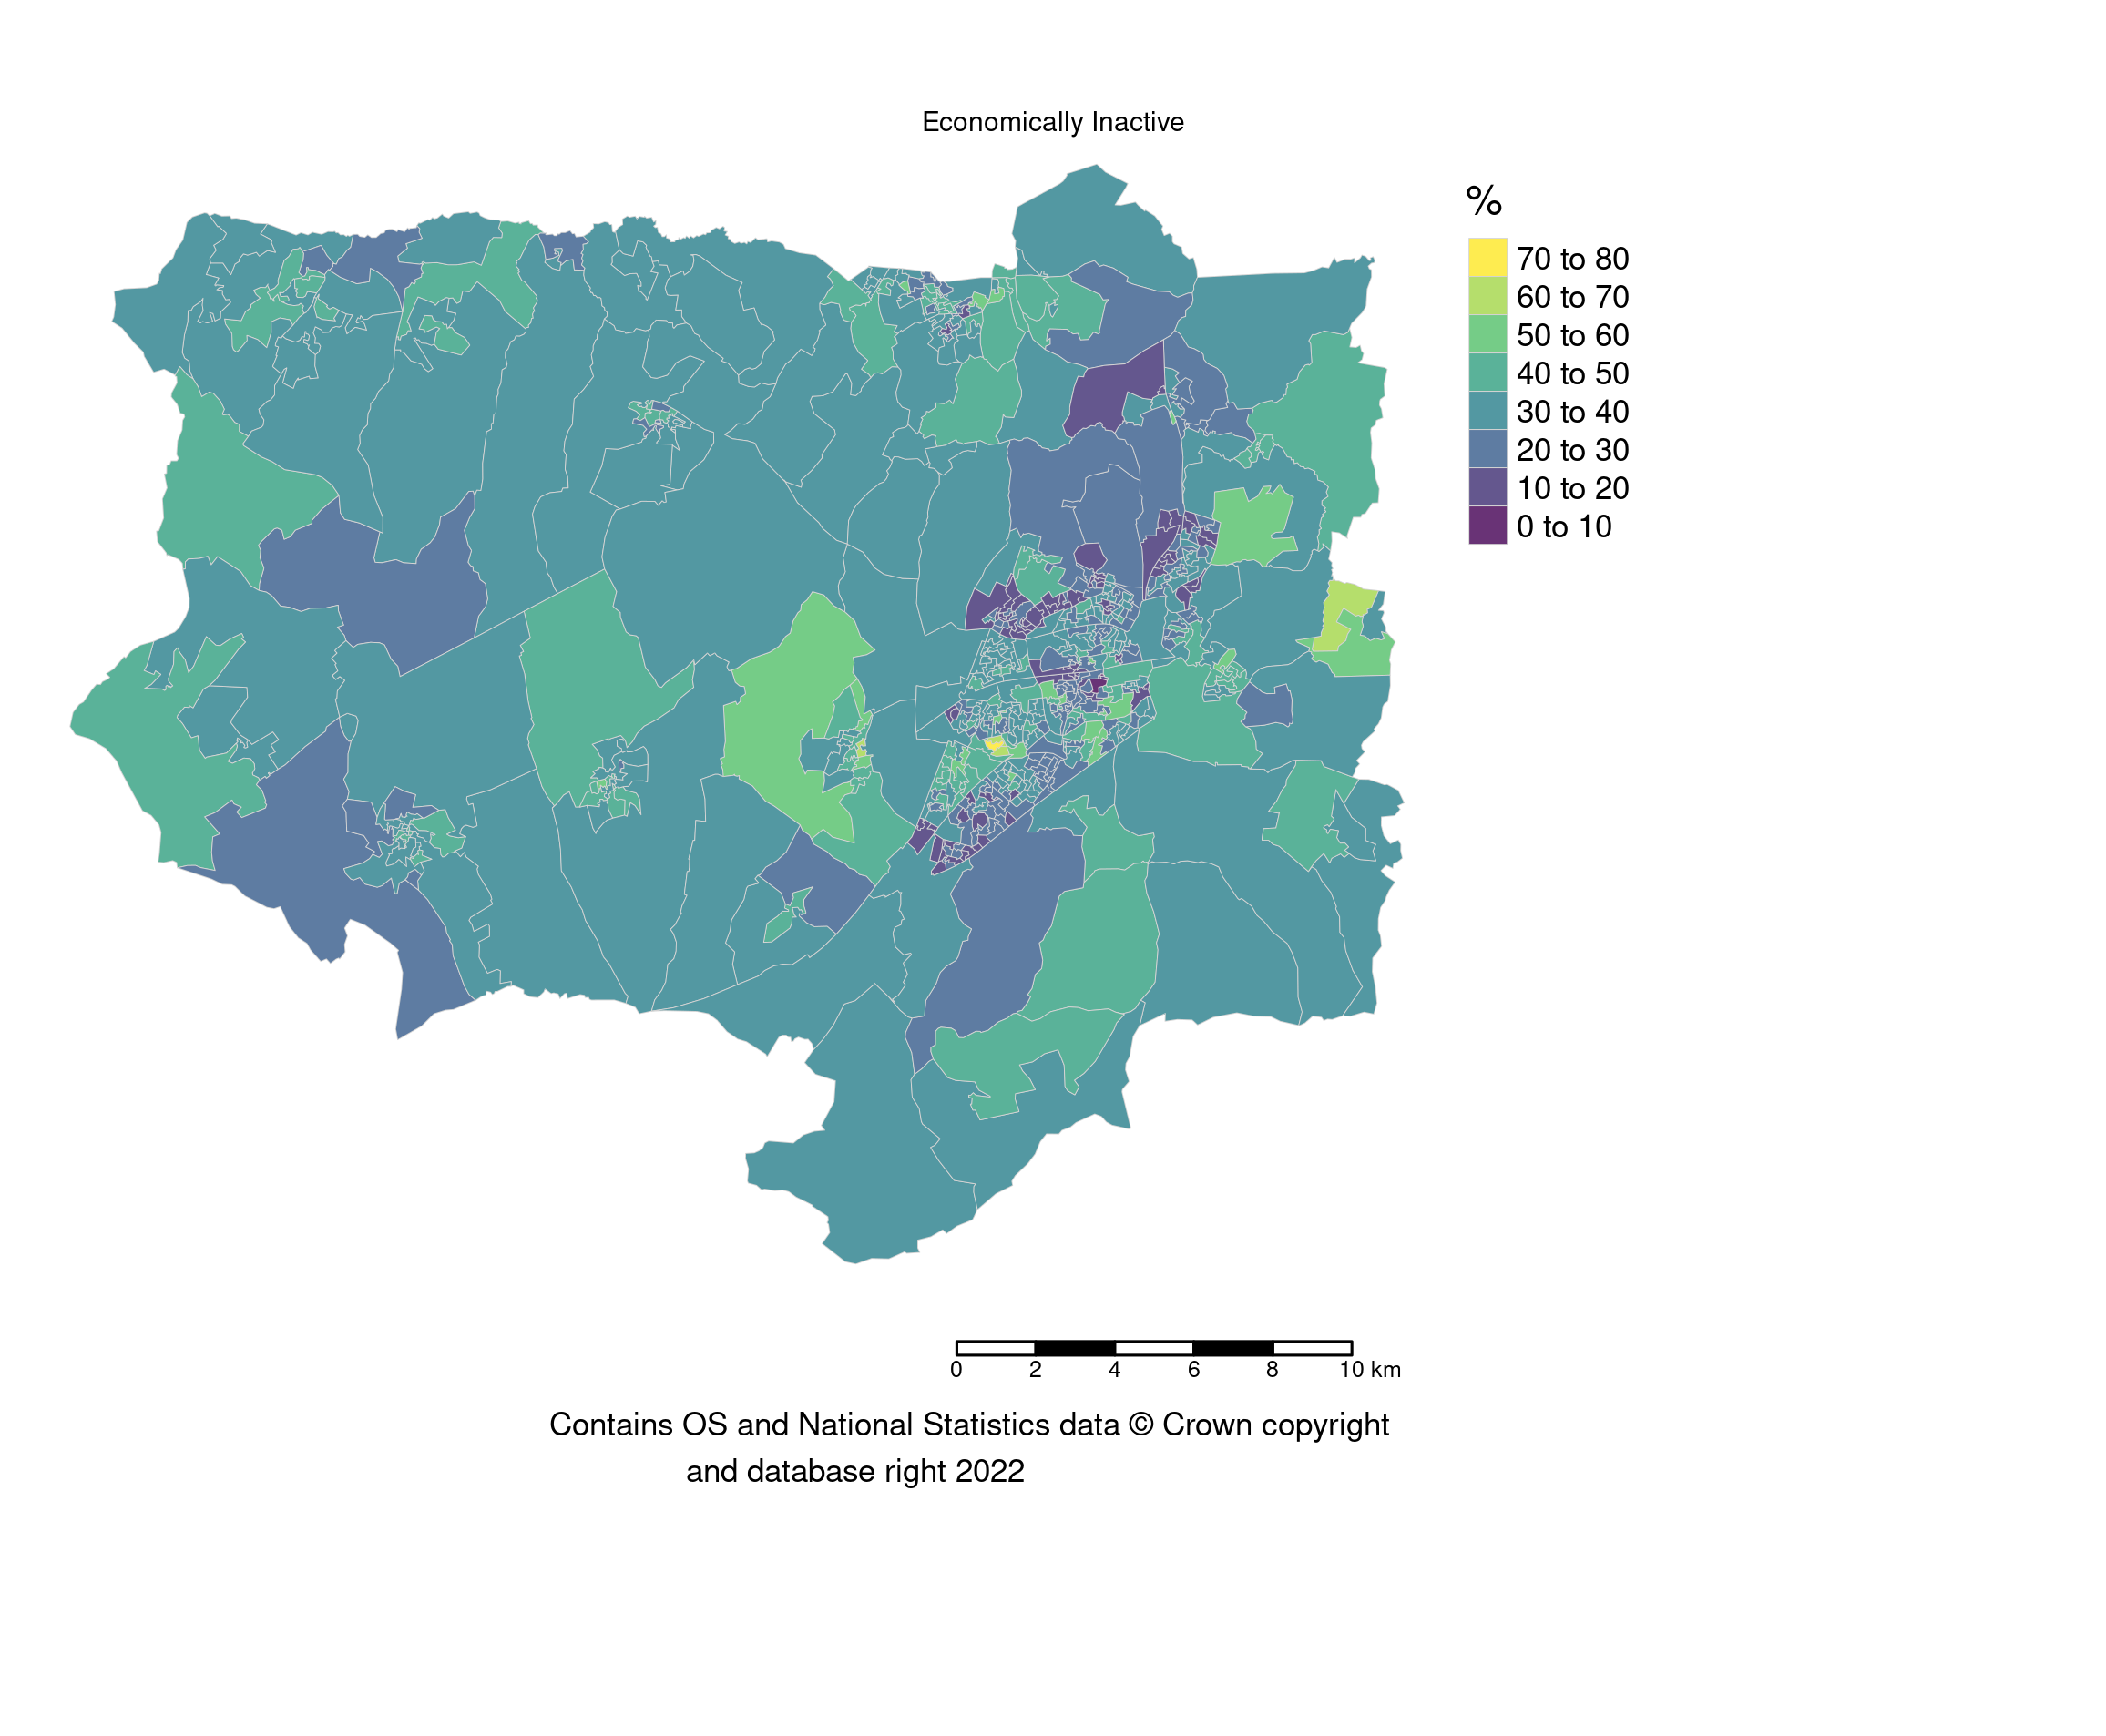 Economically Inactive
%
70 to 80
60 to 70
50 to 60
40 to 50
30 to 40
20 to 30
10 to 20
0 to 10
0 2 4 6 8 10 km
Contains OS and National Statistics data © Crown copyright
and database right 2022